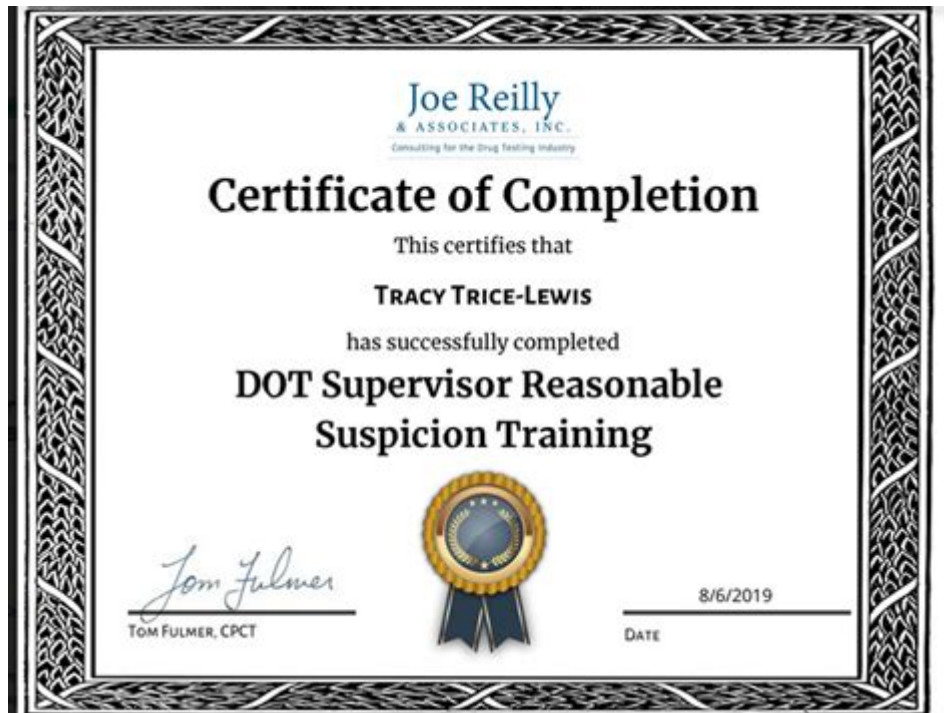 Joe Reilly
& ASSOCIATES, INC.
Consulting for the Drug Testing Industry
Certificate of Completion
This certifies that
TRACY TRICE-LEWIS
has successfully completed
DOT Supervisor Reasonable
Suspicion Training
Tom Fulmer
8/6/2019
TOM FULMER, CPCT
DATE